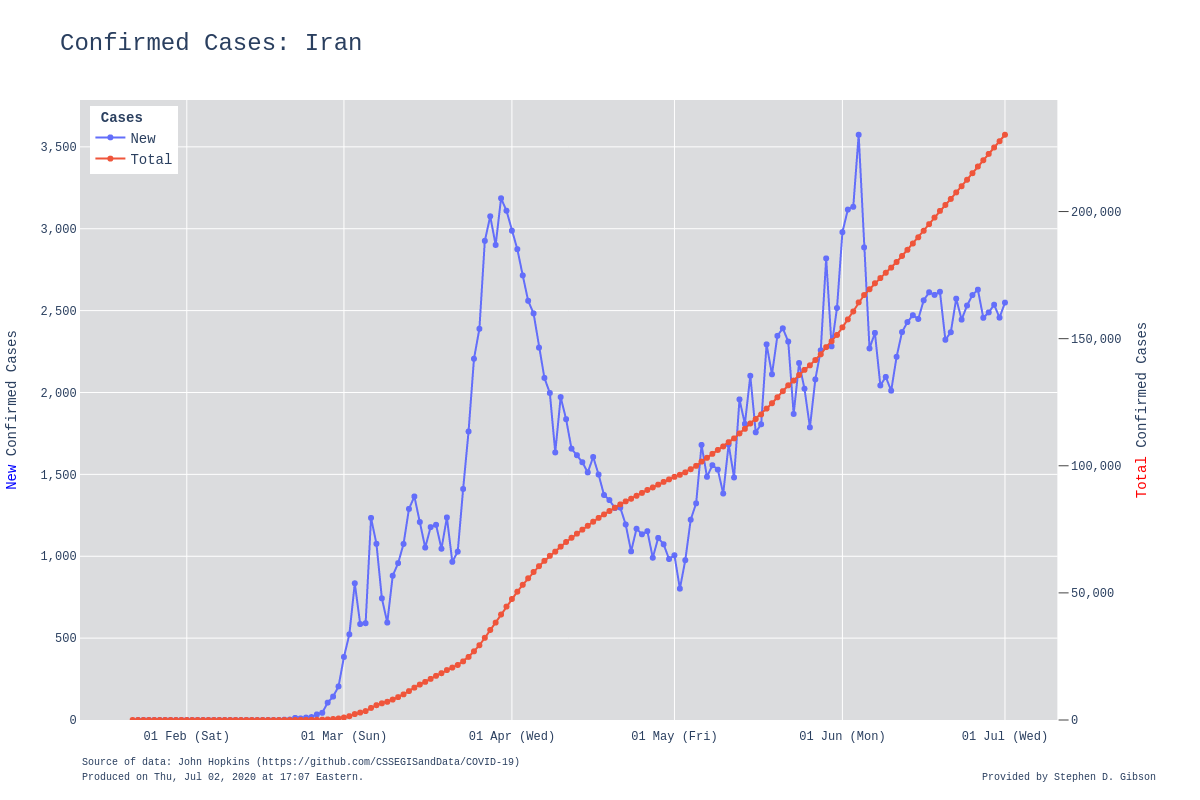 Confirmed Cases: Iran
Cases
New
Total
3,500
3,000
2,500
2,000
1,500
1,000
500
0
New Confirmed Cases
200,000
150,000
100,000
50,000
0
Total Confirmed Cases
01 Feb (Sat) 01 Mar (Sun) 01 Apr (Wed) 01 May (Fri) 01 Jun (Mon) 01 Jul (Wed)
Source of data: John Hopkins (https://github.com/CSSEGISandData/COVID-19)
Produced on Thu, Jul 02, 2020 at 17:07 Eastern.
Provided by Stephen D. Gibson